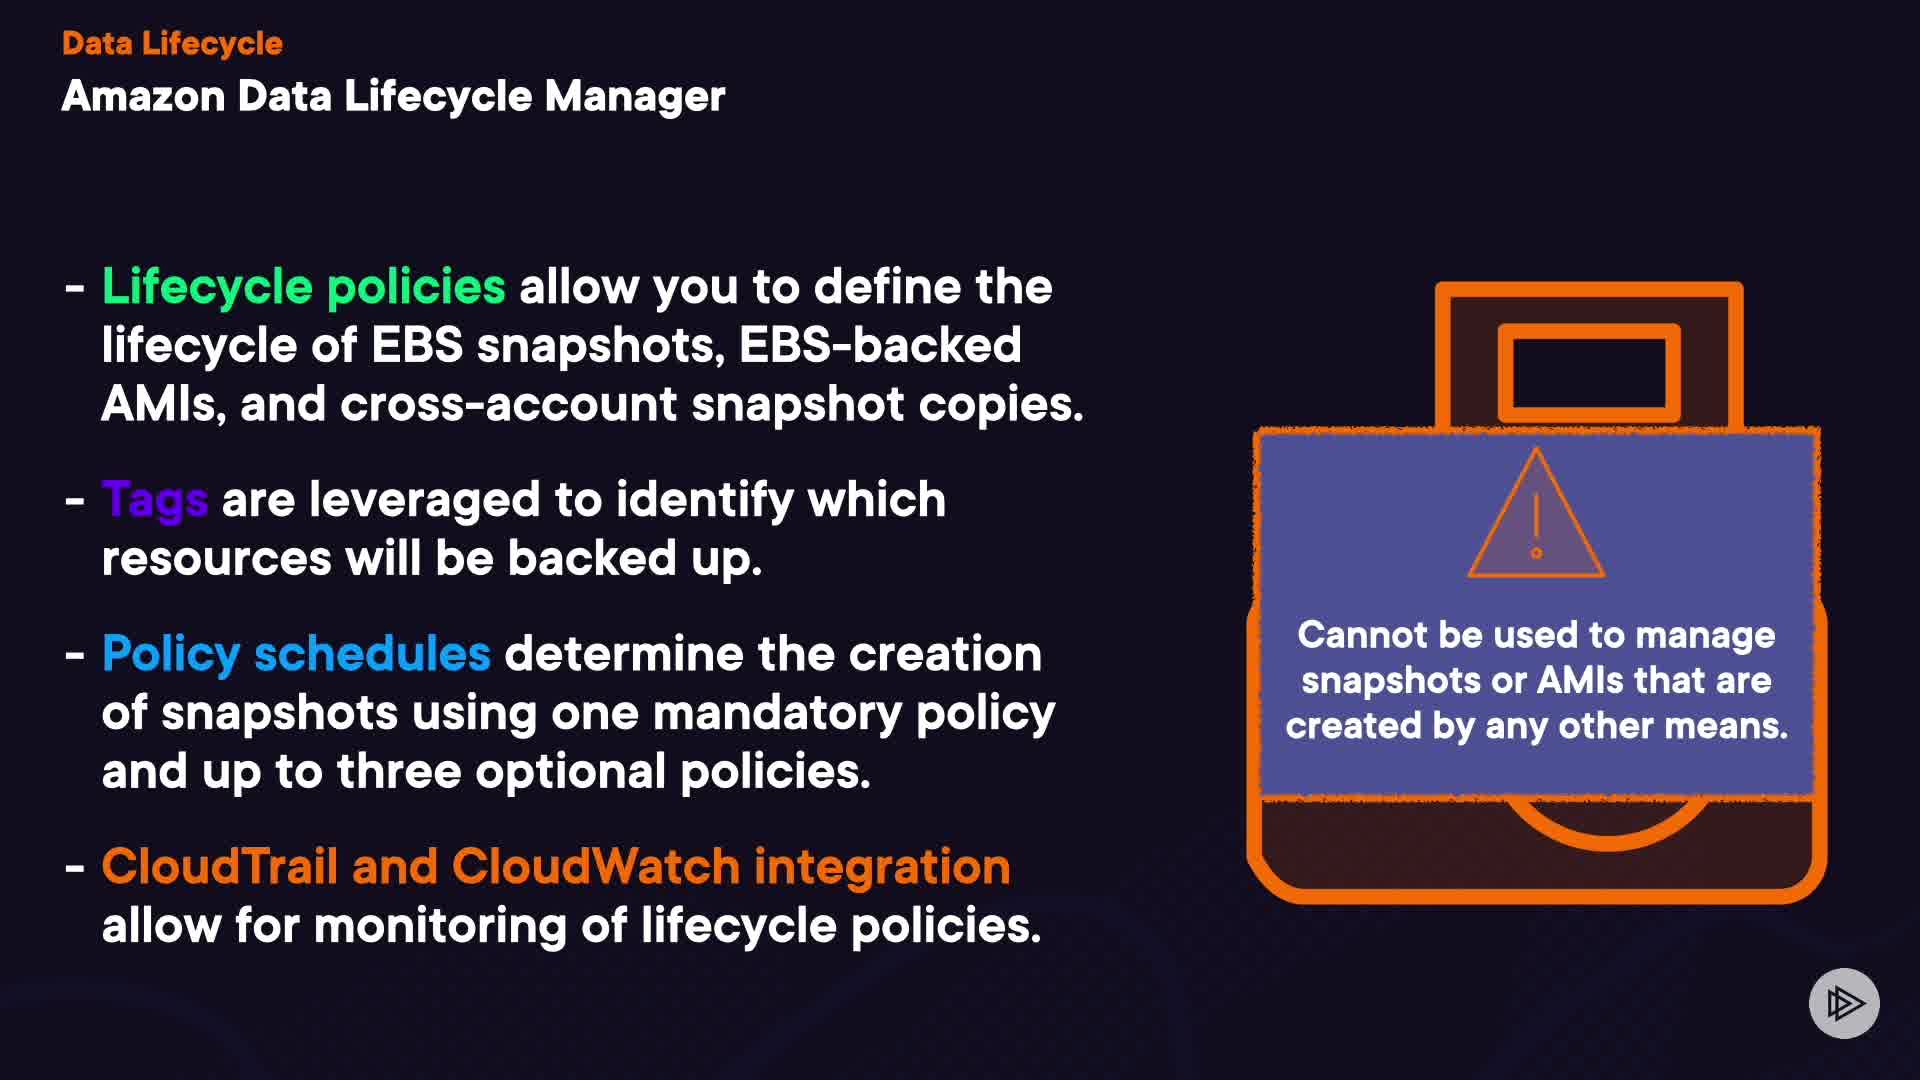 Data Lifecycle
Amazon Data Lifecycle Manager
- Lifecycle policies allow you to define the
lifecycle of EBS snapshots, EBS-backed
AMIs, and cross-account snapshot copies.
- Tags are leveraged to identify which
resources will be backed up.
- Policy schedules determine the creation
of snapshots using one mandatory policy
and up to three optional policies.
- CloudTrail and CloudWatch integration
allow for monitoring of lifecycle policies.
Cannot be used to manage
snapshots or AMIs that are
created by any other means.